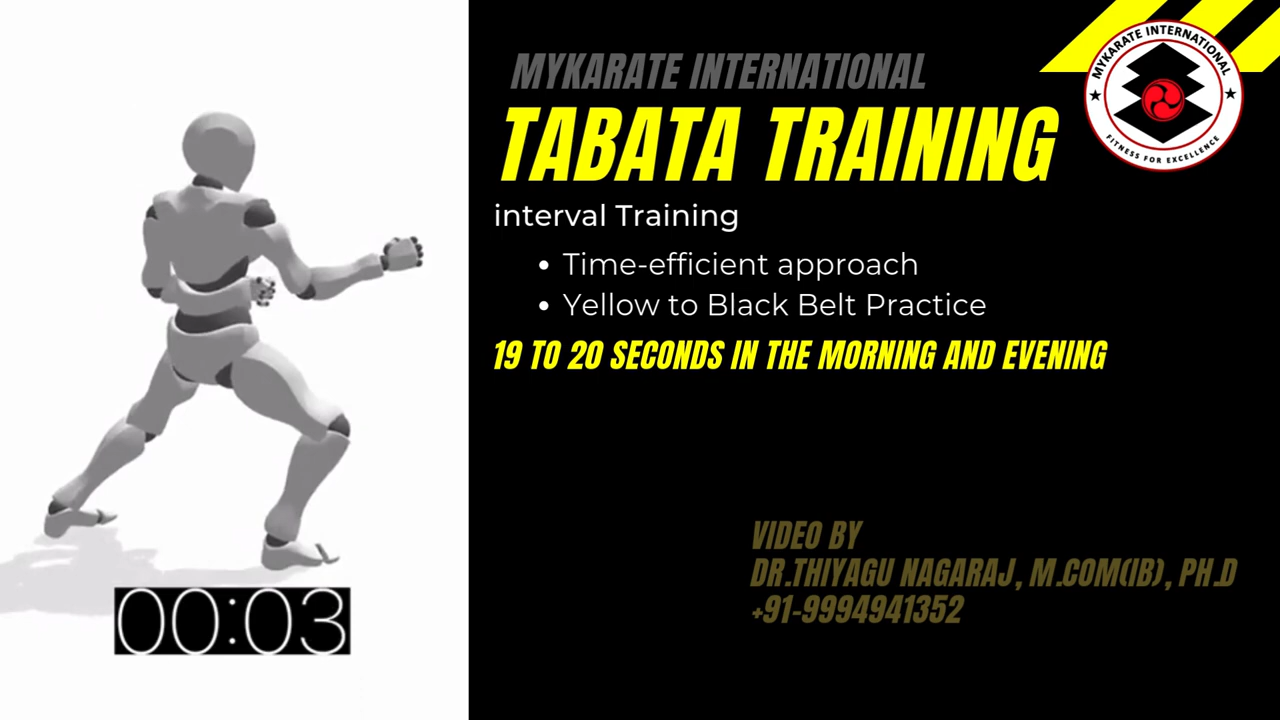 MYKARATE INTERNATIONAL
TABATA TRAINING
interval Training
• Time-efficient approach
• Yellow to Black Belt Practice
19 TO 20 SECONDS IN THE MORNING AND EVENING
VIDEO BY
DR.THIYAGU NAGARAJ, M.COM(IB), PH.D
+91-9994941352
00:03
MYKARATE INTERNATIONAL
FITNESS FOR EXCELLENCE